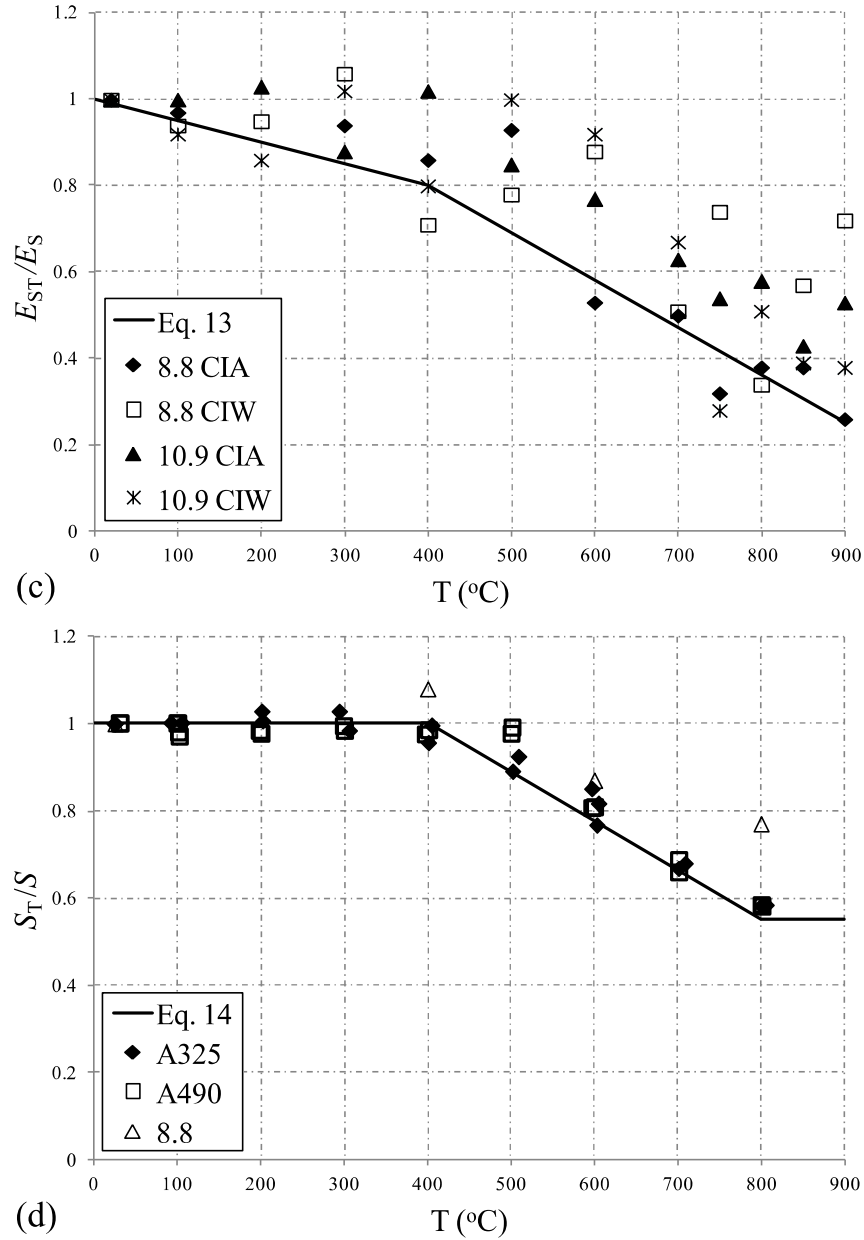 1.2
1
0.8
0.6
0.4
0.2
0
E_ST/E_S
Eq. 13
8.8 CIA
8.8 CIW
10.9 CIA
10.9 CIW
0 100 200 300 400 500 600 700 800 900
(c)
T (°C)
1.2
1
0.8
0.6
0.4
0.2
0
S_T/S
Eq. 14
A325
A490
8.8
0 100 200 300 400 500 600 700 800 900
(d)
T (°C)